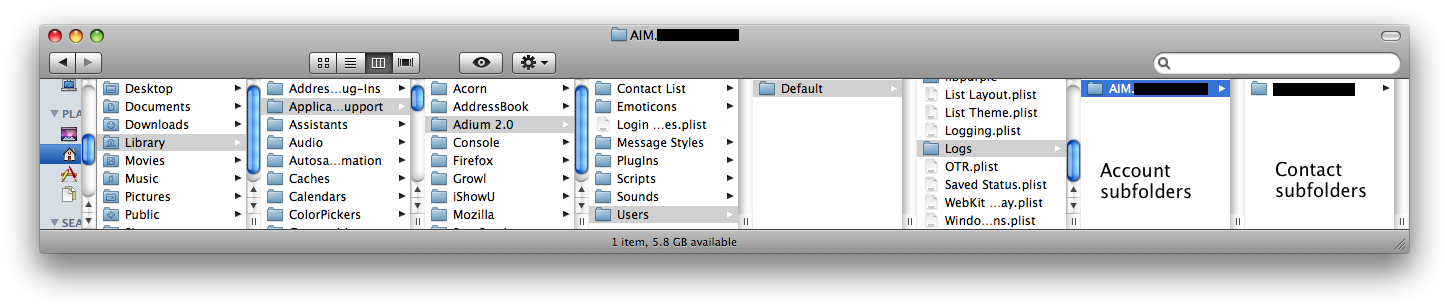 AIM.
PLA
SEA
Desktop
Documents
Downloads
Library
Movies
Music
Pictures
Public
Addres...ug-Ins
Applica...upport
Assistants
Audio
Autosa...mation
Caches
Calendars
ColorPickers
Acorn
AddressBook
Adium 2.0
Console
Firefox
Growl
iShowU
Mozilla
Contact List
Emoticons
Login ...es.plist
Message Styles
PlugIns
Scripts
Sounds
Users
Default
List Layout.plist
List Theme.plist
Logging.plist
Logs
OTR.plist
Saved Status.plist
WebKit ...ay.plist
Windo...ns.plist
AIM.
Account
subfolders
Contact
subfolders
1 item, 5.8 GB available